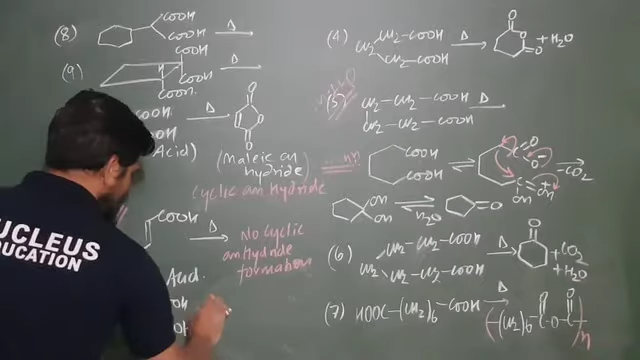 (8)
COOH
COOH
Δ
(9)
COOH
H
COOH
COOH
Δ
COOH
Δ
O
O
O
Acid)
(Maleic an
hydride)
Cyclic anhydride
COOH
Δ
No cyclic
anhydride
formation
Acid.
NUCLEUS
EDUCATION
(4)
CH2
CH2 - COOH
CH2 - COOH
Δ
O
O
O
+ H2O
(5)
CH2 - CH2 - COOH
CH2 - CH2 - COOH
Δ
COOH
COOH
-CO2
OH
OH
H2O
=O
(6)
CH2
CH2 - CH2 - COOH
CH2 - CH2 - COOH
Δ
O
+ CO2
+ H2O
(7)
HOOC-(CH2)6-COOH
Δ
(-(CH2)6-C-O-C-)n
O
O